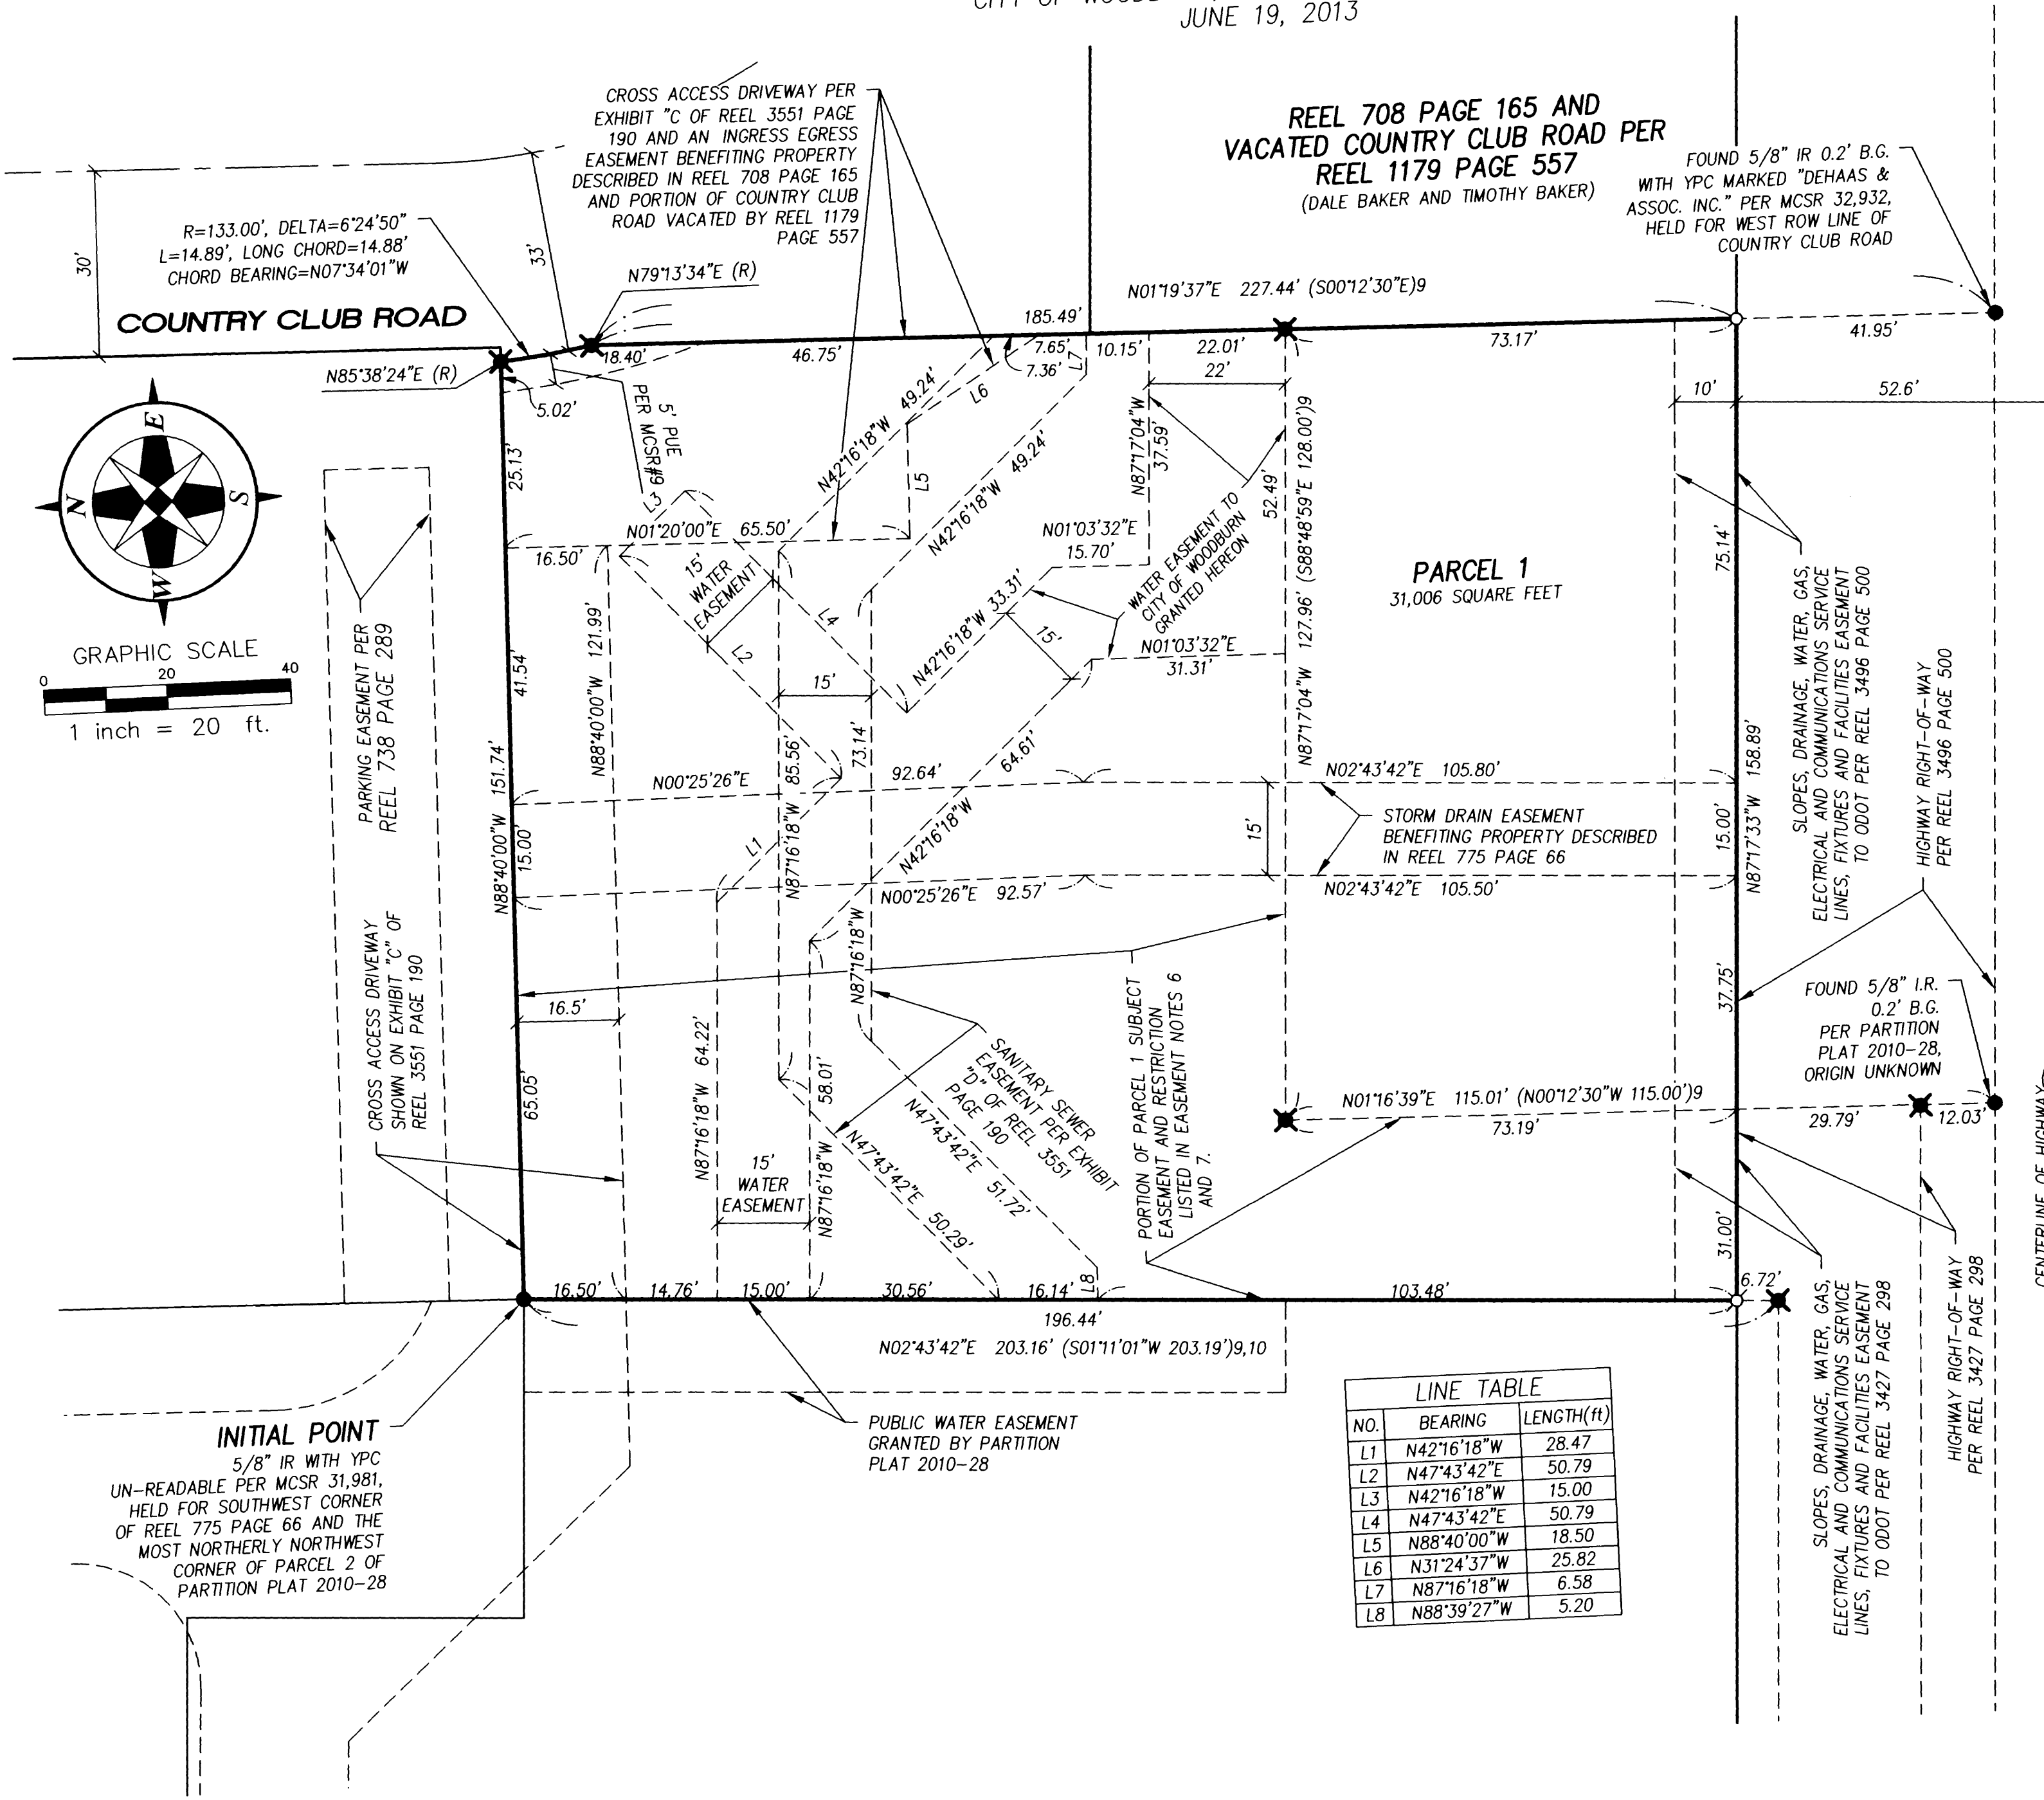 JUNE 19, 2013
CROSS ACCESS DRIVEWAY PER
EXHIBIT "C OF REEL 3551 PAGE
190 AND AN INGRESS EGRESS
EASEMENT BENEFITING PROPERTY
DESCRIBED IN REEL 708 PAGE 165
AND PORTION OF COUNTRY CLUB
ROAD VACATED BY REEL 1179
PAGE 557
REEL 708 PAGE 165 AND
VACATED COUNTRY CLUB ROAD PER
REEL 1179 PAGE 557
(DALE BAKER AND TIMOTHY BAKER)
FOUND 5/8" IR 0.2' B.G.
WITH YPC MARKED "DEHAAS &
ASSOC. INC." PER MCSR 32,932,
HELD FOR WEST ROW LINE OF
COUNTRY CLUB ROAD
R=133.00', DELTA=6°24'50"
L=14.89', LONG CHORD=14.88'
CHORD BEARING=N07°34'01"W
30'
33'
N79°13'34"E (R)
COUNTRY CLUB ROAD
N85°38'24"E (R)
N01°19'37"E 227.44' (S00°12'30"E)9
185.49'
18.40'
46.75'
7.65'
7.36'
L7
10.15'
22.01'
22'
73.17'
41.95'
10'
52.6'
5.02'
5' PUE
PER MCSR#9
L3
25.13'
N42°16'18"W 49.24'
L6
L5
N42°16'18"W 49.24'
N87°17'04"W
37.59'
52.49'
N01°20'00"E 65.50'
16.50'
N01°03'32"E
15.70'
15'
WATER
EASEMENT
L4
L2
N42°16'18"W 33.31'
15'
WATER EASEMENT TO
CITY OF WOODBURN
GRANTED HEREON
N01°03'32"E
31.31'
N87°17'04"W 127.96' (S88°48'59"E 128.00')9
PARCEL 1
31,006 SQUARE FEET
75.14'
SLOPES, DRAINAGE, WATER, GAS,
ELECTRICAL AND COMMUNICATIONS SERVICE
LINES, FIXTURES AND FACILITIES EASEMENT
TO ODOT PER REEL 3496 PAGE 500
HIGHWAY RIGHT-OF-WAY
PER REEL 3496 PAGE 500
N
E
S
W
GRAPHIC SCALE
0 20 40
1 inch = 20 ft.
PARKING EASEMENT PER
REEL 738 PAGE 289
41.54'
N88°40'00"W 121.99'
N88°40'00"W 151.74'
15.00'
15'
73.14'
N87°16'18"W 85.56'
N00°25'26"E 92.64'
64.61'
N42°16'18"W
L1
N02°43'42"E 105.80'
15'
STORM DRAIN EASEMENT
BENEFITING PROPERTY DESCRIBED
IN REEL 775 PAGE 66
N00°25'26"E 92.57'
N02°43'42"E 105.50'
15.00'
N87°17'33"W 158.89'
CROSS ACCESS DRIVEWAY
SHOWN ON EXHIBIT "C" OF
REEL 3551 PAGE 190
16.5'
65.05'
N87°16'18"W 64.22'
15'
WATER
EASEMENT
58.01'
N87°16'18"W
N87°16'18"W
SANITARY SEWER
EASEMENT PER EXHIBIT
"D" OF REEL 3551
PAGE 190
N47°43'42"E 51.72'
N47°43'42"E 50.29'
PORTION OF PARCEL 1 SUBJECT
EASEMENT AND RESTRICTION
LISTED IN EASEMENT NOTES 6
AND 7.
37.75'
FOUND 5/8" I.R.
0.2' B.G.
PER PARTITION
PLAT 2010-28,
ORIGIN UNKNOWN
N01°16'39"E 115.01' (N00°12'30"W 115.00')9
73.19'
29.79'
12.03'
31.00'
CENTERLINE OF HIGHWAY
16.50'
14.76'
15.00'
30.56'
16.14'
L8
103.48'
6.72'
196.44'
N02°43'42"E 203.16' (S01°11'01"W 203.19')9,10
INITIAL POINT
5/8" IR WITH YPC
UN-READABLE PER MCSR 31,981,
HELD FOR SOUTHWEST CORNER
OF REEL 775 PAGE 66 AND THE
MOST NORTHERLY NORTHWEST
CORNER OF PARCEL 2 OF
PARTITION PLAT 2010-28
PUBLIC WATER EASEMENT
GRANTED BY PARTITION
PLAT 2010-28
LINE TABLE
NO. BEARING LENGTH(ft)
L1 N42°16'18"W 28.47
L2 N47°43'42"E 50.79
L3 N42°16'18"W 15.00
L4 N47°43'42"E 50.79
L5 N88°40'00"W 18.50
L6 N31°24'37"W 25.82
L7 N87°16'18"W 6.58
L8 N88°39'27"W 5.20
SLOPES, DRAINAGE, WATER, GAS,
ELECTRICAL AND COMMUNICATIONS SERVICE
LINES, FIXTURES AND FACILITIES EASEMENT
TO ODOT PER REEL 3427 PAGE 298
HIGHWAY RIGHT-OF-WAY
PER REEL 3427 PAGE 298